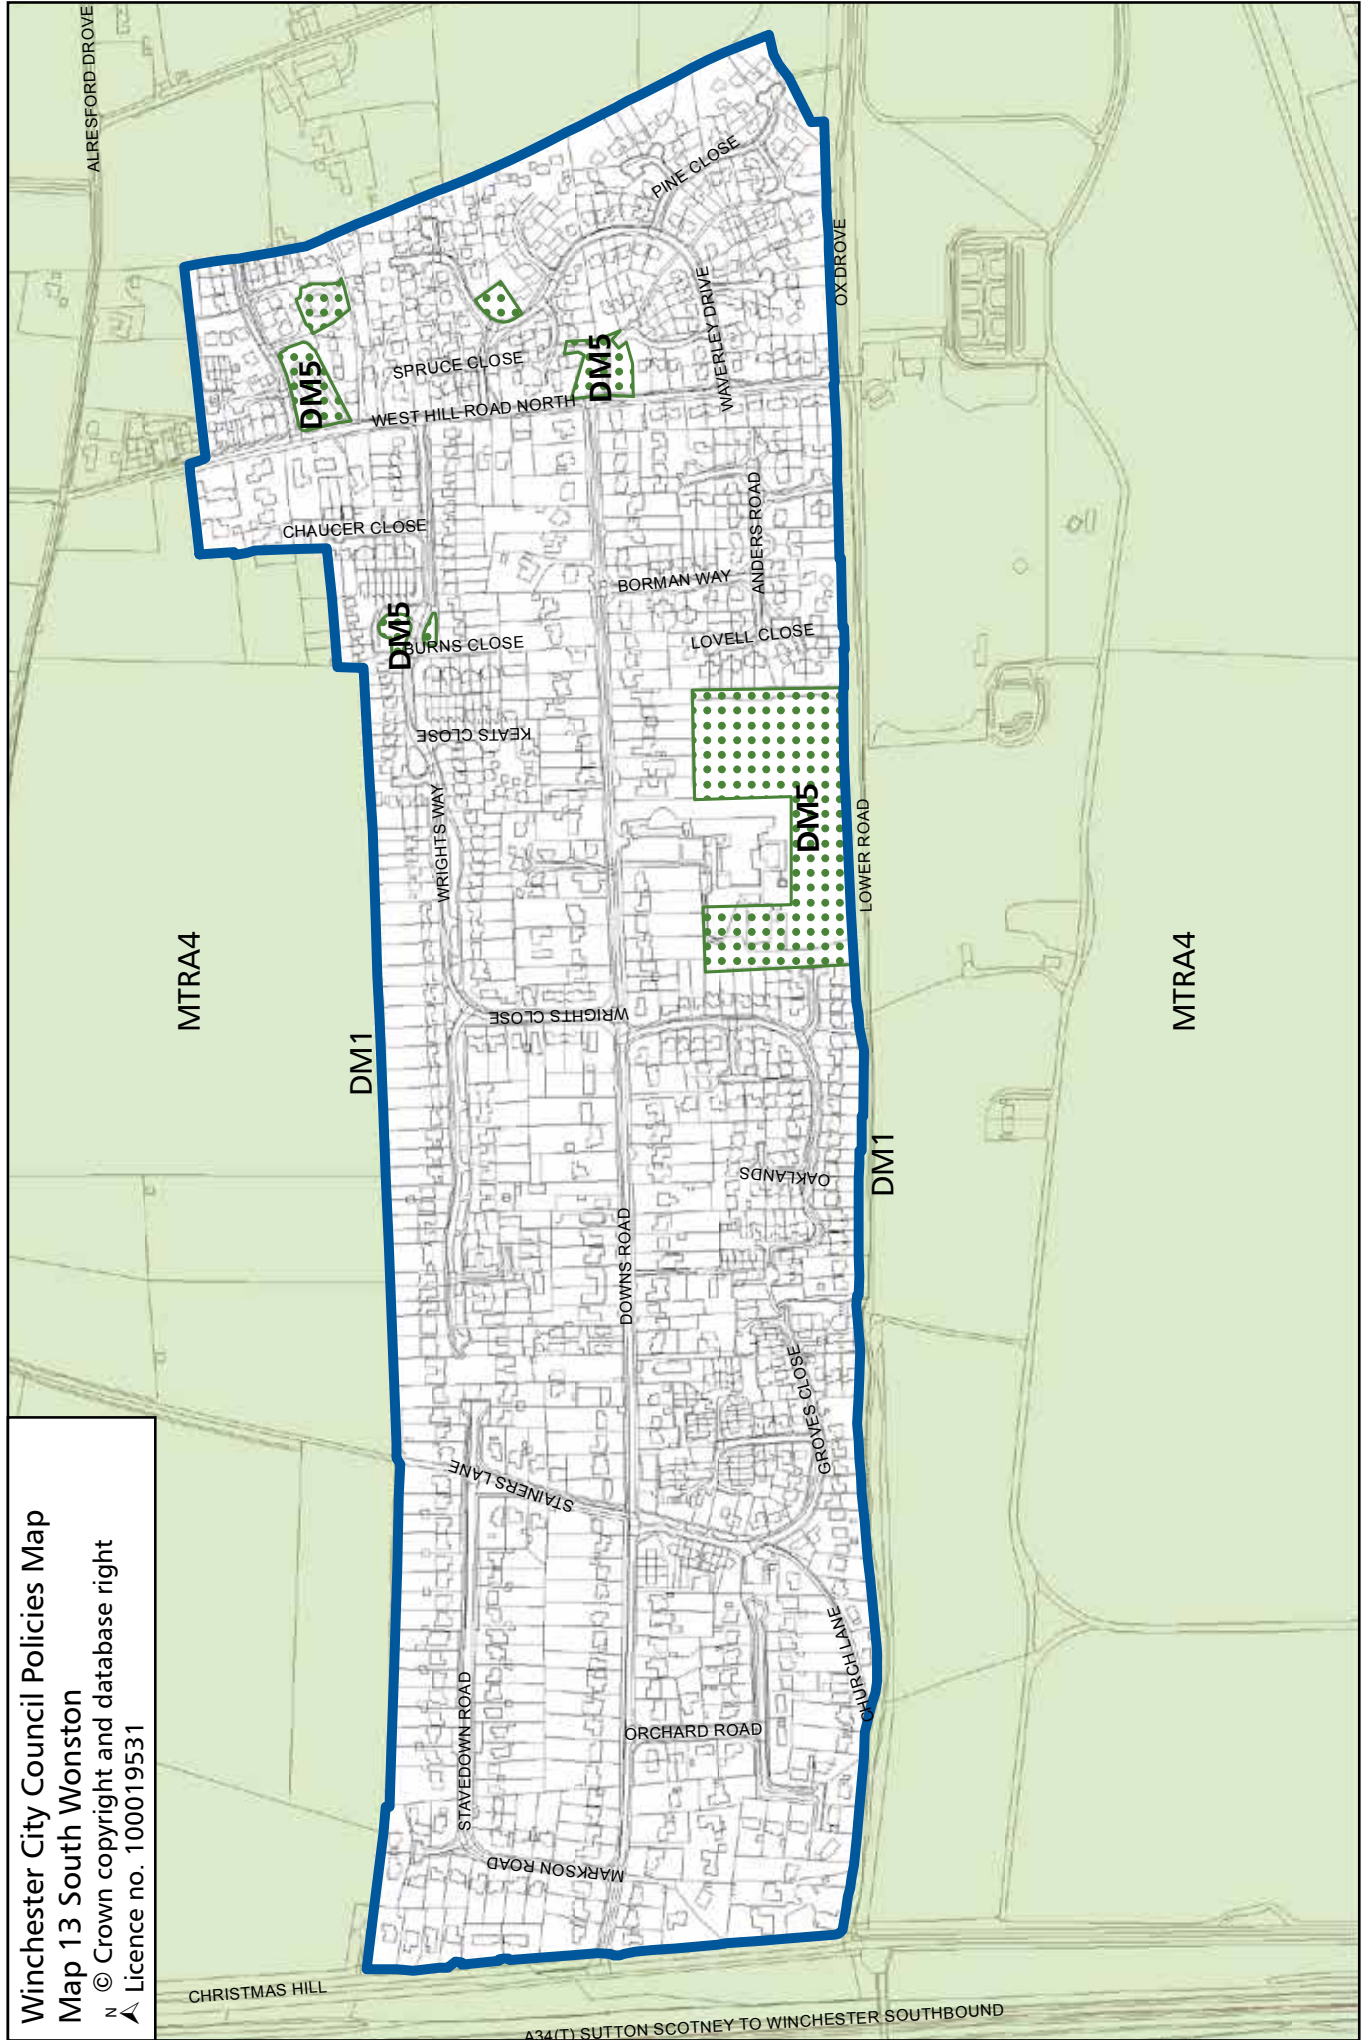 Winchester City Council Policies Map
Map 13 South Wonston
© Crown copyright and database right
Licence no. 100019531
N
CHRISTMAS HILL
A34(T) SUTTON SCOTNEY TO WINCHESTER SOUTHBOUND
ALRESFORD DROVE
MTRA4
DM1
STAVEDOWN ROAD
MARKSON ROAD
STAINERS LANE
ORCHARD ROAD
CHURCH LANE
GROVES CLOSE
DOWNS ROAD
OAKLANDS
DM1
MTRA4
WRIGHTS CLOSE
WRIGHTS WAY
KEATS CLOSE
BURNS CLOSE
DM5
CHAUCER CLOSE
DM5
LOWER ROAD
LOVELL CLOSE
BORMAN WAY
ANDERS ROAD
WEST HILL ROAD NORTH
SPRUCE CLOSE
DM5
DM5
WAVERLEY DRIVE
PINE CLOSE
OX DROVE